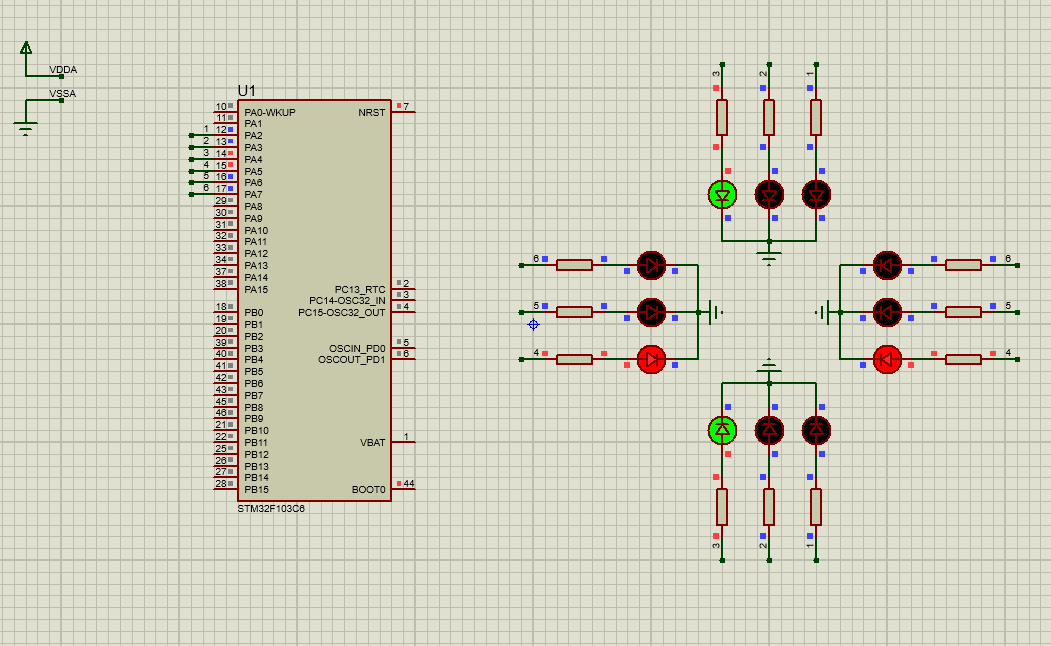 VDDA
VSSA
U1
10 PA0-WKUP NRST 7
11 PA1
1 12 PA2
2 13 PA3
3 14 PA4
4 15 PA5
5 16 PA6
6 17 PA7
29 PA8
30 PA9
31 PA10
32 PA11
33 PA12
34 PA13
37 PA14
38 PA15
PC13_RTC 2
PC14-OSC32_IN 3
18 PB0 PC15-OSC32_OUT 4
19 PB1
20 PB2
39 PB3 OSCIN_PD0 5
40 PB4 OSCOUT_PD1 6
41 PB5
42 PB6
43 PB7
45 PB8
46 PB9
21 PB10
22 PB11 VBAT 1
25 PB12
26 PB13
27 PB14
28 PB15 BOOT0 44
STM32F103C6
3 2 1
6 6
5 5
4 4
3 2 1